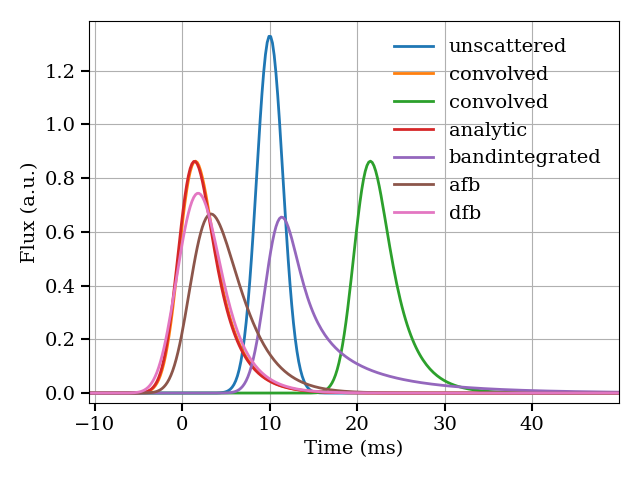 unscattered
convolved
convolved
analytic
bandintegrated
afb
dfb
1.2
1.0
0.8
0.6
0.4
0.2
0.0
Flux (a.u.)
−10 0 10 20 30 40
Time (ms)